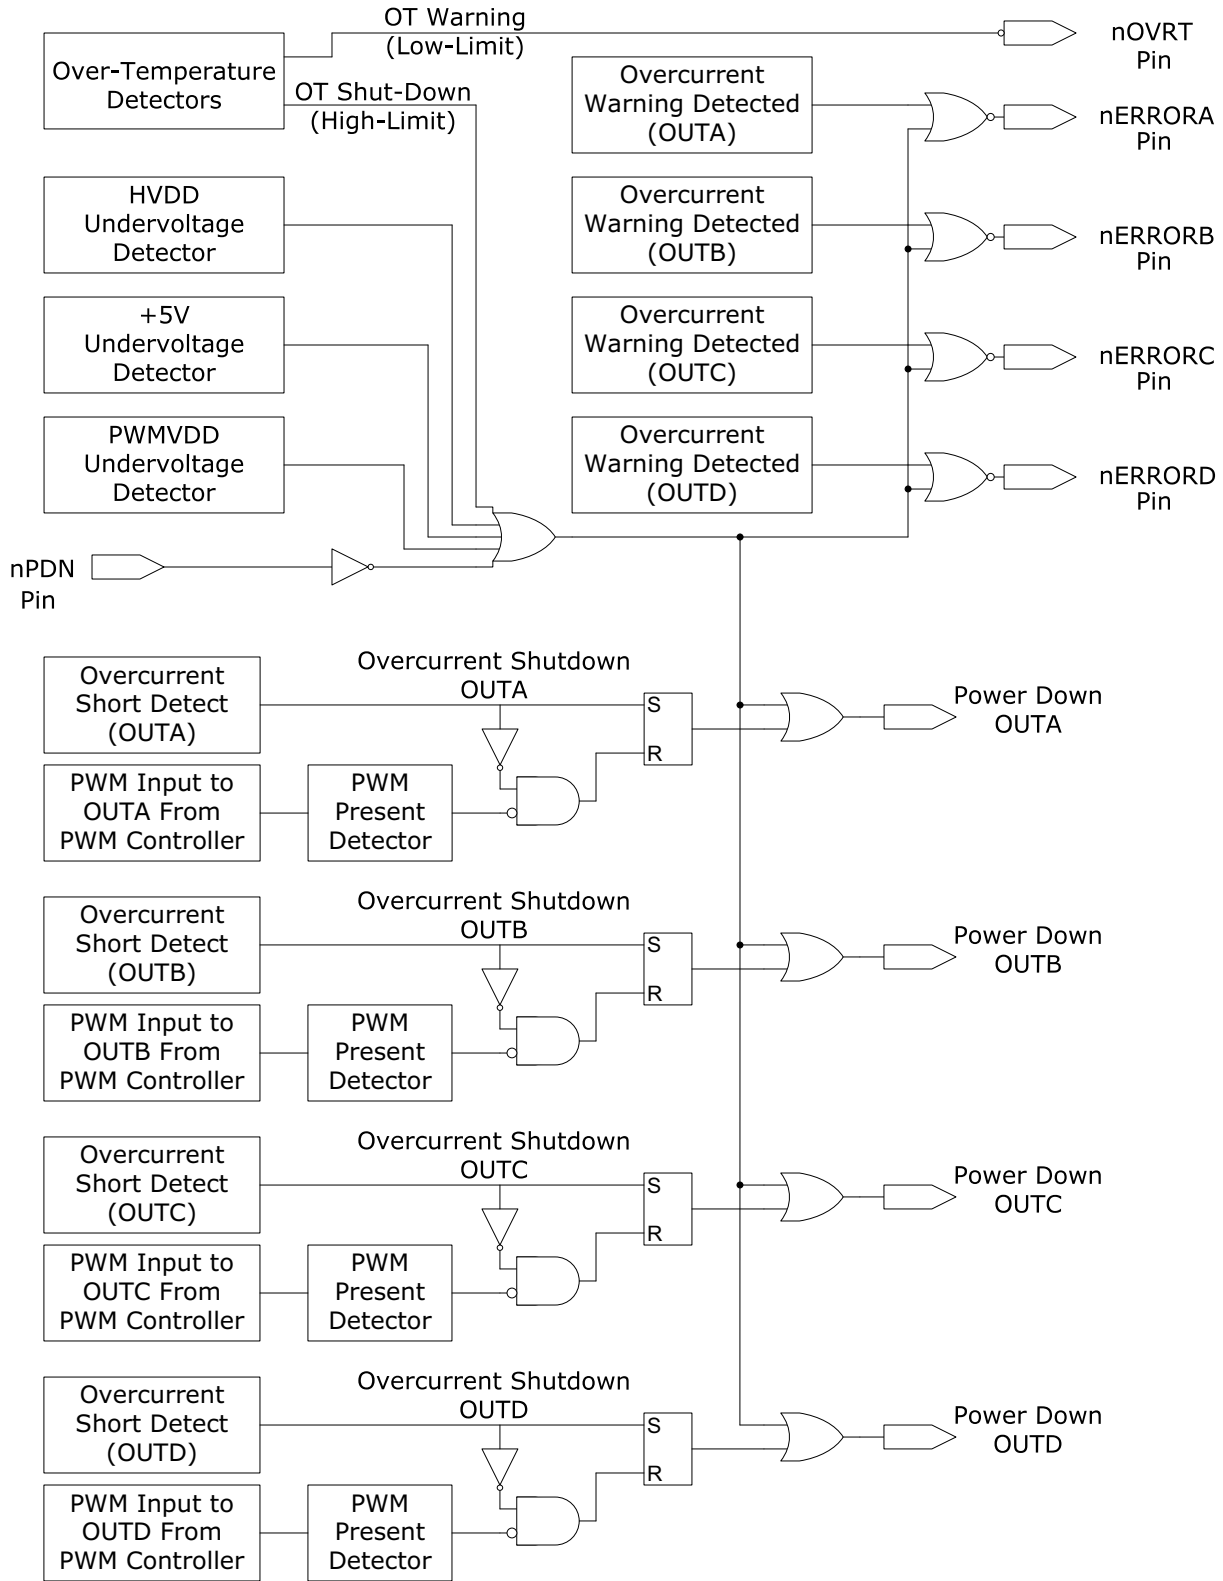 OT Warning
(Low-Limit)
nOVRT
Pin
Over-Temperature
Detectors
OT Shut-Down
(High-Limit)
Overcurrent
Warning Detected
(OUTA)
nERRORA
Pin
HVDD
Undervoltage
Detector
Overcurrent
Warning Detected
(OUTB)
nERRORB
Pin
+5V
Undervoltage
Detector
Overcurrent
Warning Detected
(OUTC)
nERRORC
Pin
PWMVDD
Undervoltage
Detector
Overcurrent
Warning Detected
(OUTD)
nERRORD
Pin
nPDN
Pin
Overcurrent
Short Detect
(OUTA)
Overcurrent Shutdown
OUTA
S
R
Power Down
OUTA
PWM Input to
OUTA From
PWM Controller
PWM
Present
Detector
Overcurrent
Short Detect
(OUTB)
Overcurrent Shutdown
OUTB
S
R
Power Down
OUTB
PWM Input to
OUTB From
PWM Controller
PWM
Present
Detector
Overcurrent
Short Detect
(OUTC)
Overcurrent Shutdown
OUTC
S
R
Power Down
OUTC
PWM Input to
OUTC From
PWM Controller
PWM
Present
Detector
Overcurrent
Short Detect
(OUTD)
Overcurrent Shutdown
OUTD
S
R
Power Down
OUTD
PWM Input to
OUTD From
PWM Controller
PWM
Present
Detector